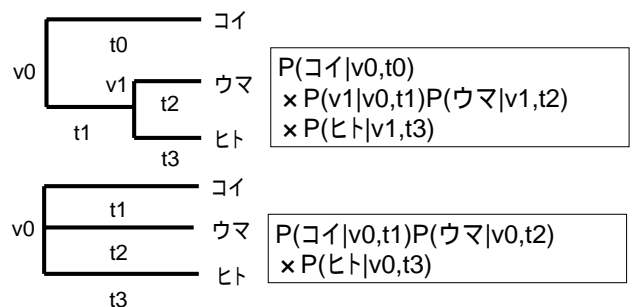 コイ
t0
v0
v1
ウマ
t2
t1
ヒト
t3
P(コイ|v0,t0)
×P(v1|v0,t1)P(ウマ|v1,t2)
×P(ヒト|v1,t3)
コイ
t1
v0
ウマ
t2
ヒト
t3
P(コイ|v0,t1)P(ウマ|v0,t2)
×P(ヒト|v0,t3)